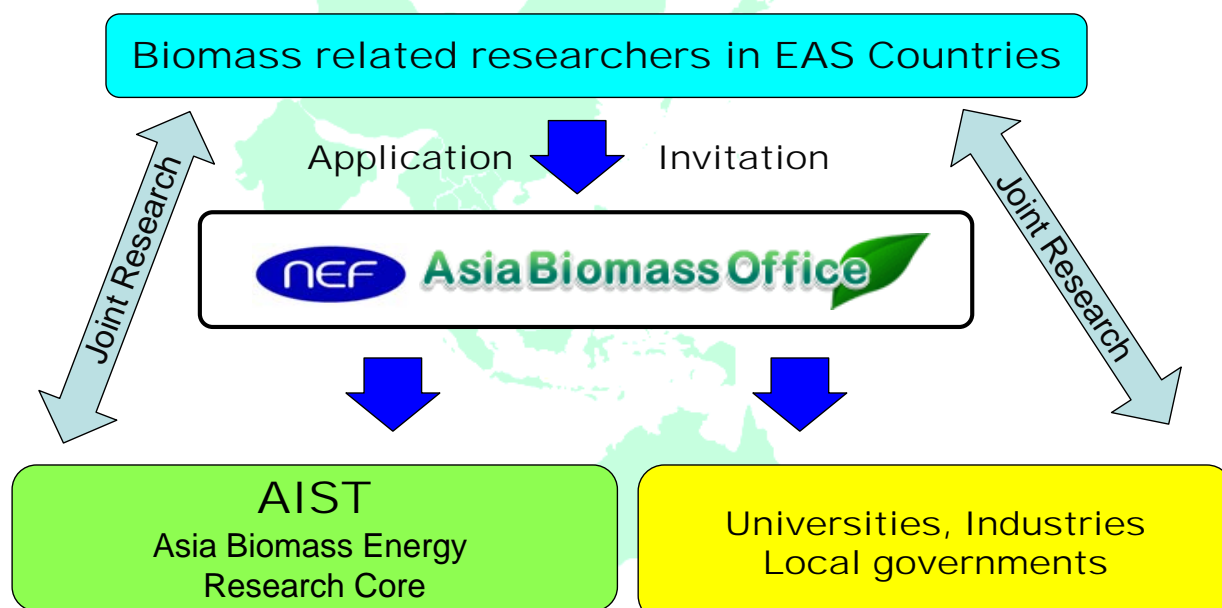 Biomass related researchers in EAS Countries
Application
Invitation
Joint Research
Joint Research
NEF Asia Biomass Office
AIST
Asia Biomass Energy
Research Core
Universities, Industries
Local governments